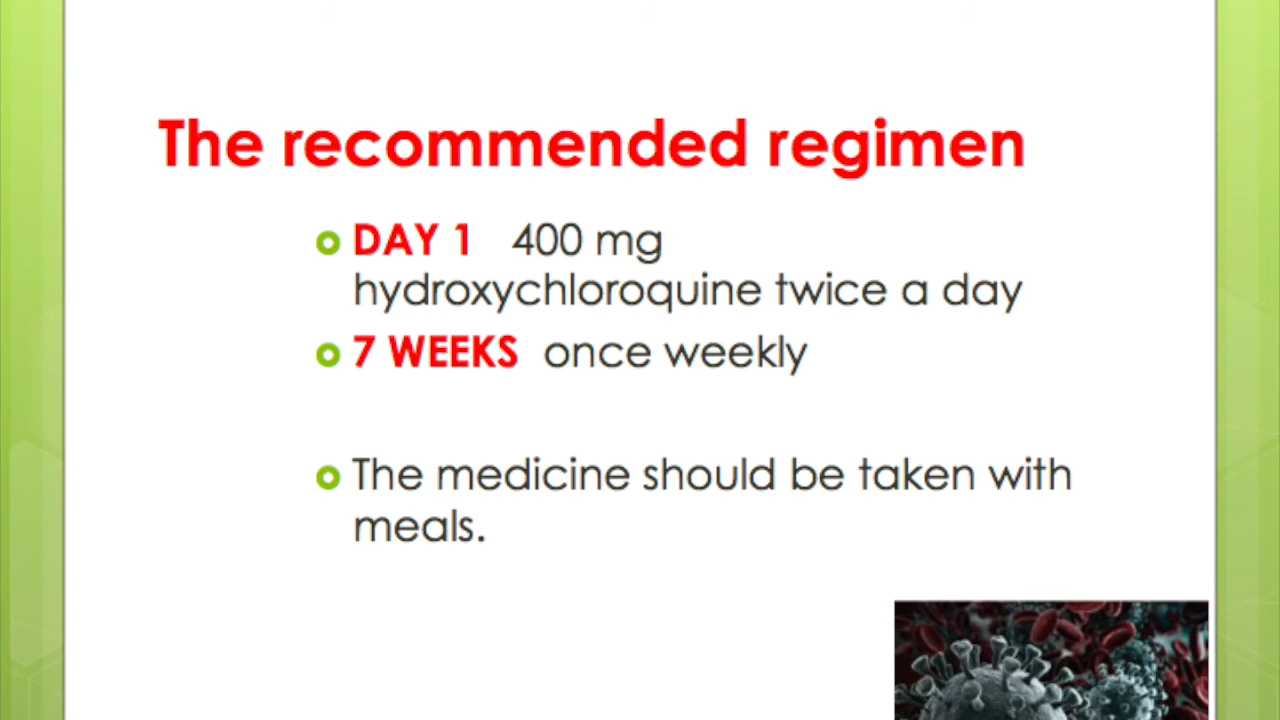 The recommended regimen
DAY 1 400 mg
hydroxychloroquine twice a day
7 WEEKS once weekly
The medicine should be taken with
meals.